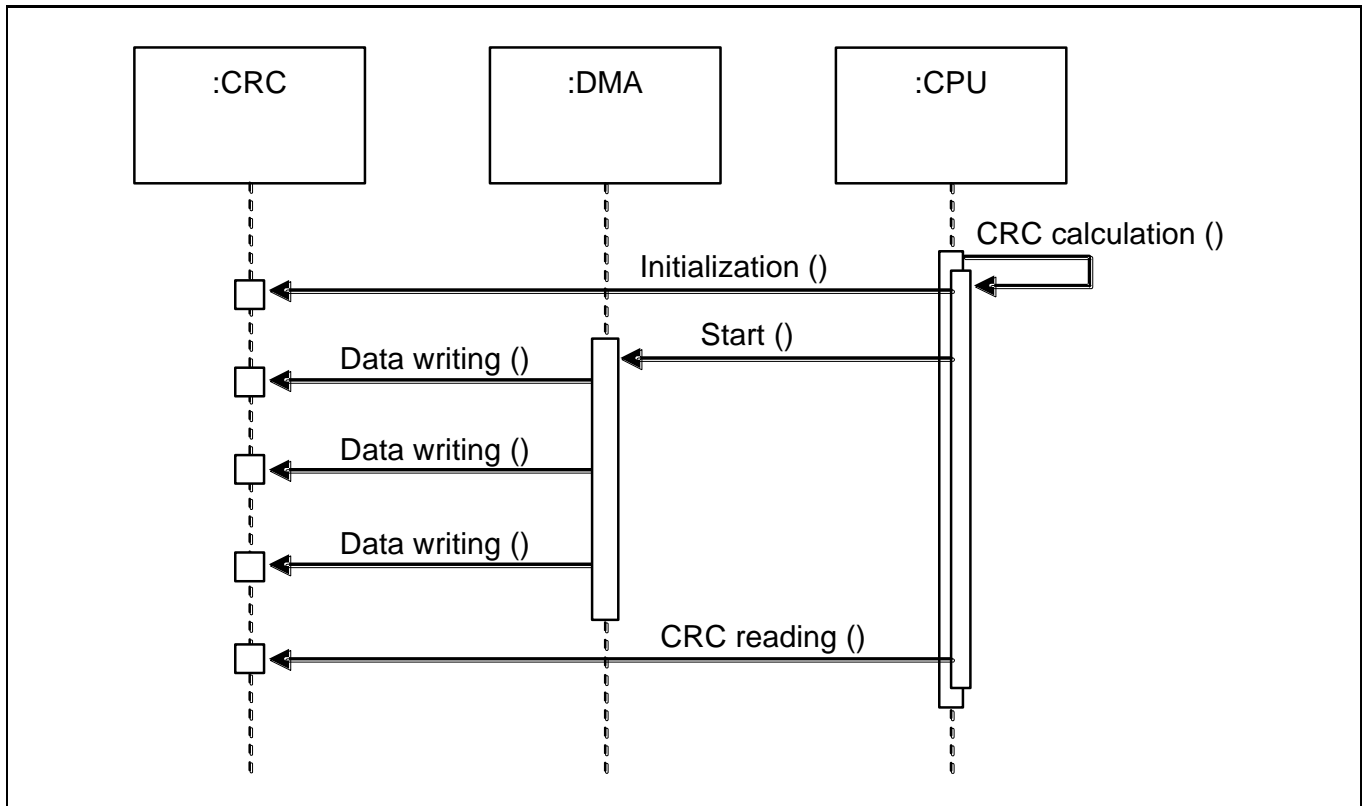 :CRC
:DMA
:CPU
CRC calculation ()
Initialization ()
Start ()
Data writing ()
Data writing ()
Data writing ()
CRC reading ()